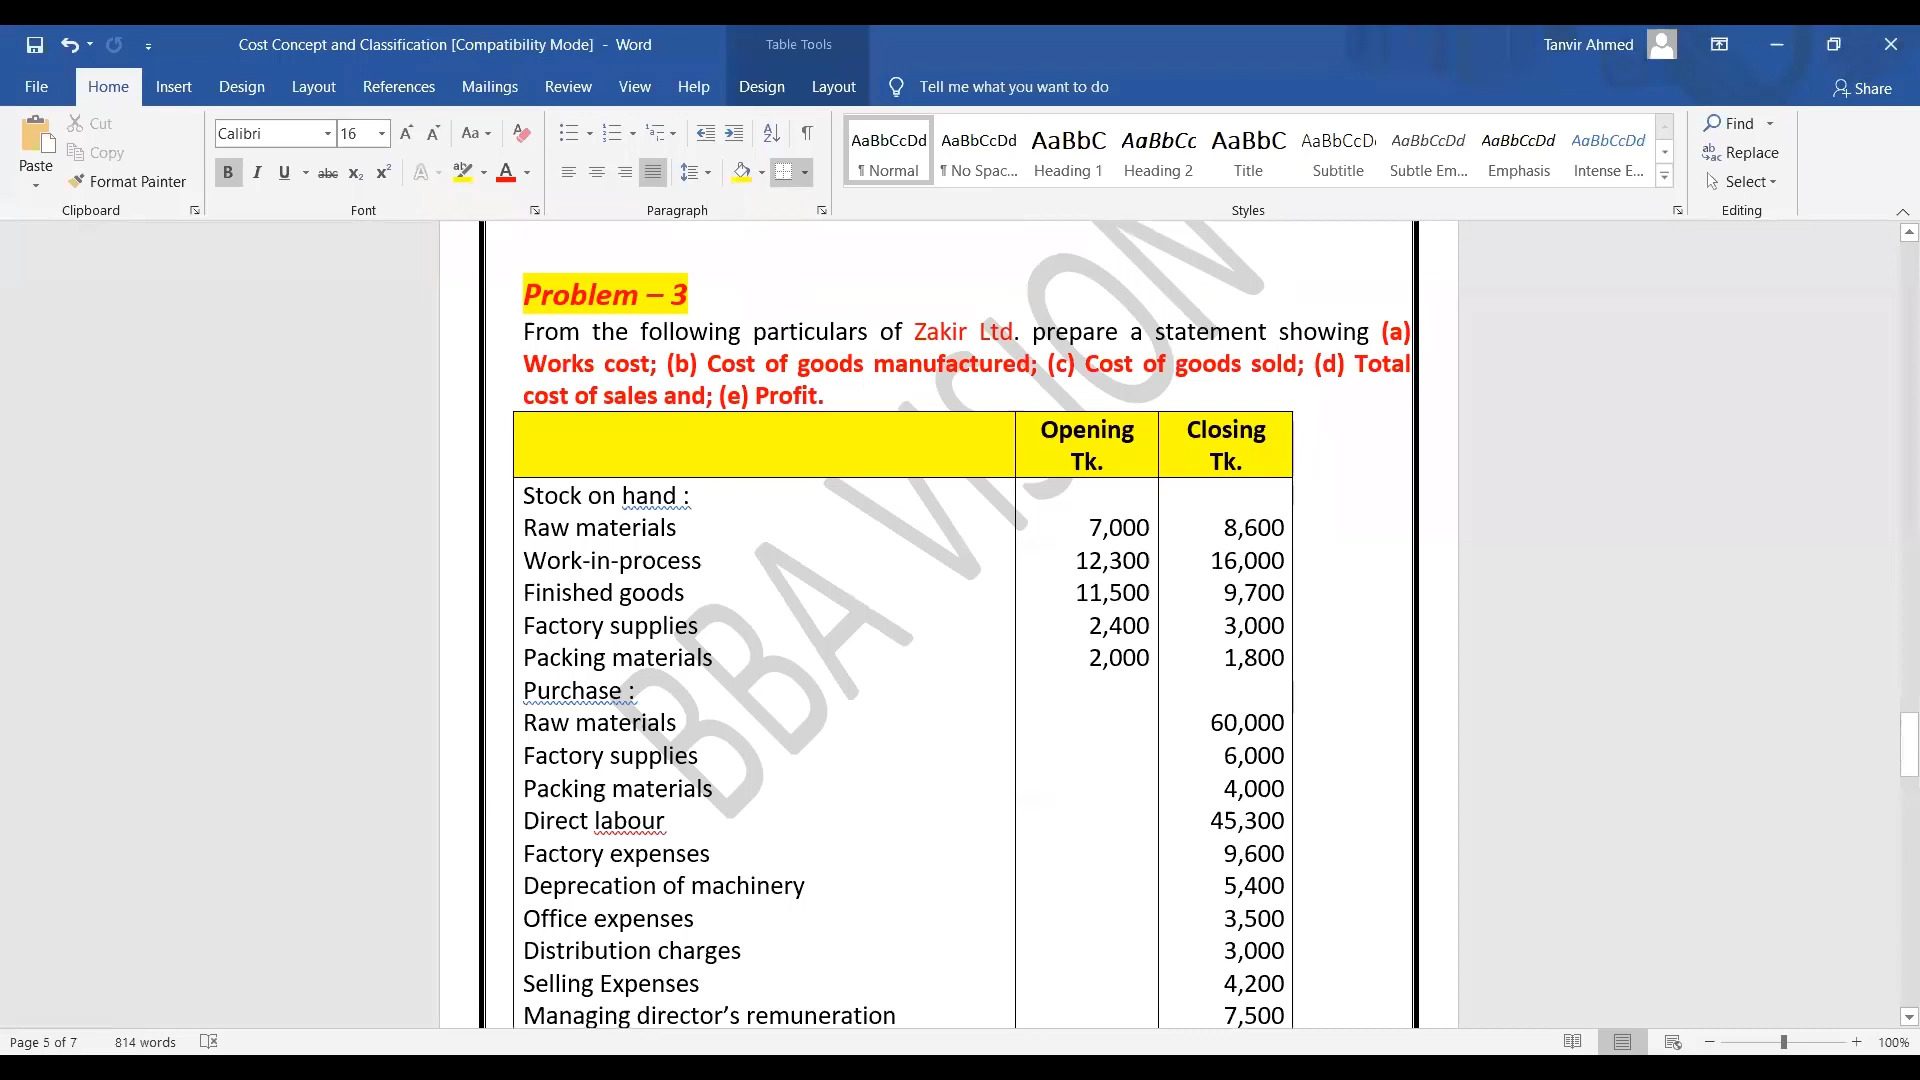 Cost Concept and Classification [Compatibility Mode] - Word
Table Tools
Tanvir Ahmed
File Home Insert Design Layout References Mailings Review View Help Design Layout Tell me what you want to do
Share
Paste
Cut
Copy
Format Painter
Clipboard
Calibri 16
Font
Paragraph
AaBbCcDd AaBbCcDd AaBbC AaBbCc AaBbC AaBbCcD AaBbCcDd AaBbCcDd AaBbCcDd
¶ Normal ¶ No Spac... Heading 1 Heading 2 Title Subtitle Subtle Em... Emphasis Intense E...
Styles
Find
Replace
Select
Editing
BBA VISION
Problem – 3
From the following particulars of Zakir Ltd. prepare a statement showing (a)
Works cost; (b) Cost of goods manufactured; (c) Cost of goods sold; (d) Total
cost of sales and; (e) Profit.
Opening Tk. Closing Tk.
Stock on hand :
Raw materials 7,000 8,600
Work-in-process 12,300 16,000
Finished goods 11,500 9,700
Factory supplies 2,400 3,000
Packing materials 2,000 1,800
Purchase :
Raw materials 60,000
Factory supplies 6,000
Packing materials 4,000
Direct labour 45,300
Factory expenses 9,600
Deprecation of machinery 5,400
Office expenses 3,500
Distribution charges 3,000
Selling Expenses 4,200
Managing director’s remuneration 7,500
Page 5 of 7 814 words 100%